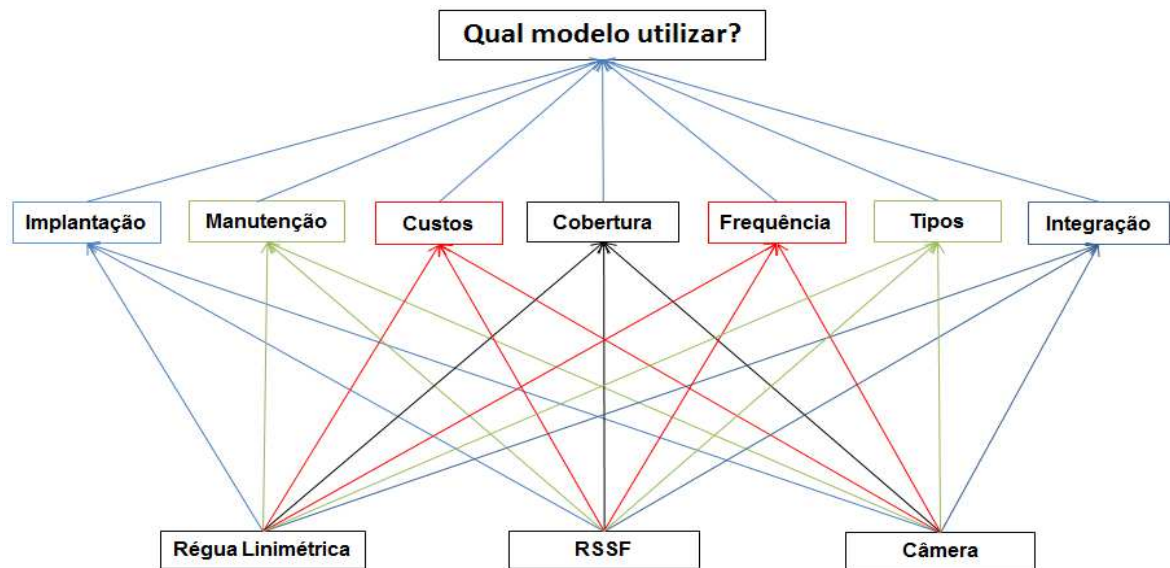 Qual modelo utilizar?
Implantação
Manutenção
Custos
Cobertura
Frequência
Tipos
Integração
Régua Linimétrica
RSSF
Câmera